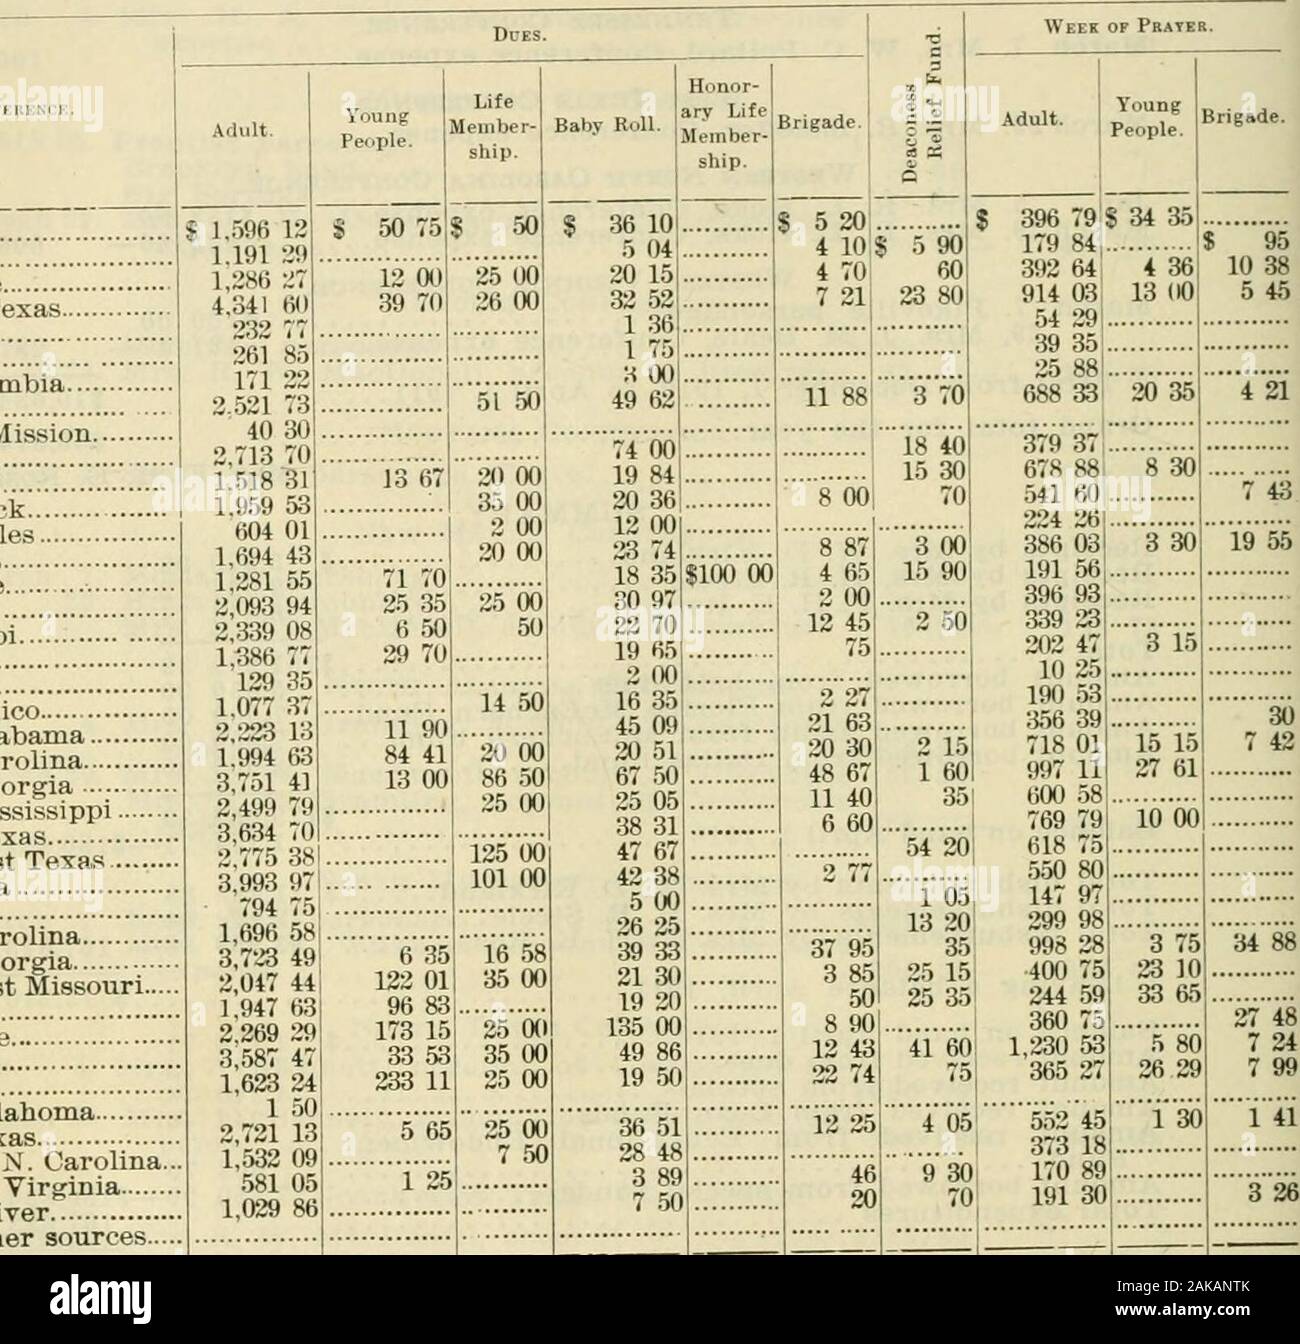 DUES. WEEK OF PRAYER.
ERENCE. Adult. Young People. Life Member-ship. Baby Roll. Honor-ary Life Member-ship. Brigade. Deaconess Relief Fund. Adult. Young People. Brigade.
$ 1,596 12 $ 50 75 $ 50 $ 36 10 $ 5 20 $ 396 79 $ 34 35
1,191 29 5 04 4 10 $ 5 90 179 84 $ 95
1,286 27 12 00 25 00 20 15 4 70 60 392 64 4 36 10 38
exas 4,341 60 39 70 26 00 32 52 7 21 23 80 914 03 13 00 5 45
232 77 1 36 54 29
261 85 1 75 39 35
mbia 171 22 3 00 25 88
2,521 73 51 50 49 62 11 88 3 70 688 33 20 35 4 21
Mission 40 30
2,713 70 74 00 18 40 379 37
1,518 31 13 67 20 00 19 84 15 30 678 88 8 30
ck 1,959 53 35 00 20 36 8 00 70 541 60 7 43
les 604 01 2 00 12 00 224 26
1,694 43 20 00 23 74 8 87 3 00 386 03 3 30 19 55
e 1,281 55 71 70 18 35 $100 00 4 65 15 90 191 56
2,093 94 25 35 25 00 30 97 2 00 396 93
pi 2,339 08 6 50 50 22 70 12 45 2 50 339 23
1,386 77 29 70 19 65 75 202 47 3 15
129 35 2 00 10 25
ico 1,077 37 14 50 16 35 2 27 190 53
abama 2,223 13 11 90 45 09 21 63 356 39 30
rolina 1,994 63 84 41 20 00 20 51 20 30 2 15 718 01 15 15 7 42
orgia 3,751 41 13 00 86 50 67 50 48 67 1 60 997 11 27 61
ississippi 2,499 79 25 00 25 05 11 40 35 600 58
xas 3,634 70 38 31 6 60 769 79 10 00
st Texas 2,775 38 125 00 47 67 54 20 618 75
a 3,993 97 101 00 42 38 2 77 550 80
794 75 5 00 1 05 147 97
rolina 1,696 58 26 25 13 20 299 98
orgia 3,723 49 6 35 16 58 39 33 37 95 35 998 28 3 75 34 88
st Missouri 2,047 44 122 01 35 00 21 30 3 85 25 15 400 75 23 10
1,947 63 96 83 19 20 50 25 35 244 59 33 65
e 2,269 29 173 15 25 00 135 00 8 90 360 75 27 48
3,587 47 33 53 35 00 49 86 12 43 41 60 1,230 53 5 80 7 24
1,623 24 233 11 25 00 19 50 22 74 75 365 27 26 29 7 99
lahoma 1 50
xas 2,721 13 5 65 25 00 36 51 12 25 4 05 552 45 1 30 1 41
N. Carolina 1,532 09 7 50 28 48 373 18
Virginia 581 05 1 25 3 89 46 9 30 170 89
iver 1,029 86 7 50 20 70 191 30 3 26
her sources
alamy
Image ID: 2AKANTK
www.alamy.com